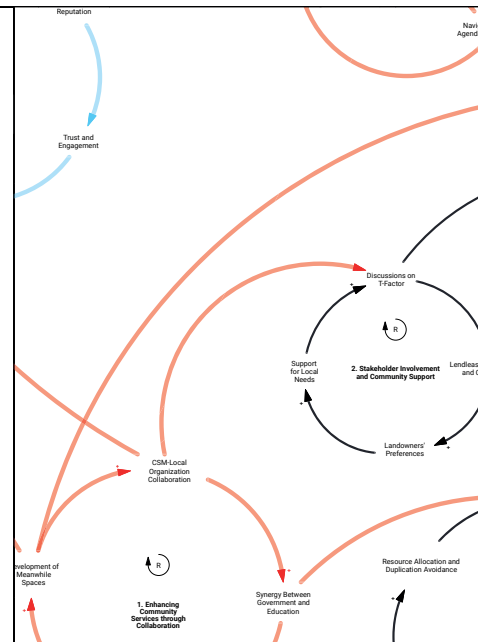 Reputation
Trust and
Engagement
Discussions on
T-Factor
R
2. Stakeholder Involvement
and Community Support
Support
for Local
Needs
Landowners'
Preferences
CSM-Local
Organization
Collaboration
Meanwhile
Spaces
R
1. Enhancing
Community
Services through
Collaboration
Synergy Between
Government and
Education
Resource Allocation and
Duplication Avoidance